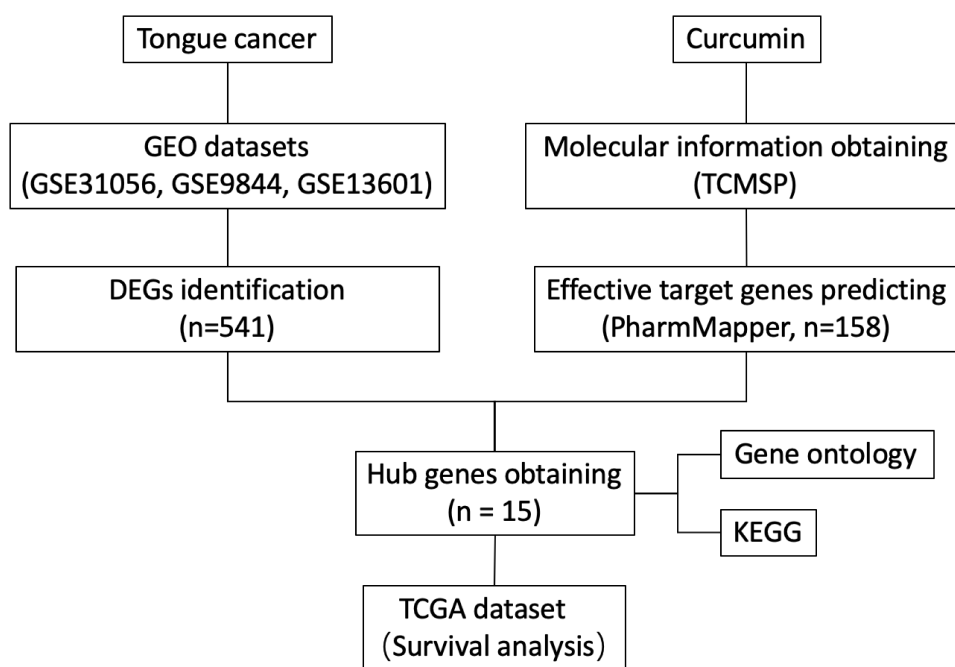 Tongue cancer
Curcumin
GEO datasets
(GSE31056, GSE9844, GSE13601)
Molecular information obtaining
(TCMSP)
DEGs identification
(n=541)
Effective target genes predicting
(PharmMapper, n=158)
Hub genes obtaining
(n = 15)
Gene ontology
KEGG
TCGA dataset
（Survival analysis）